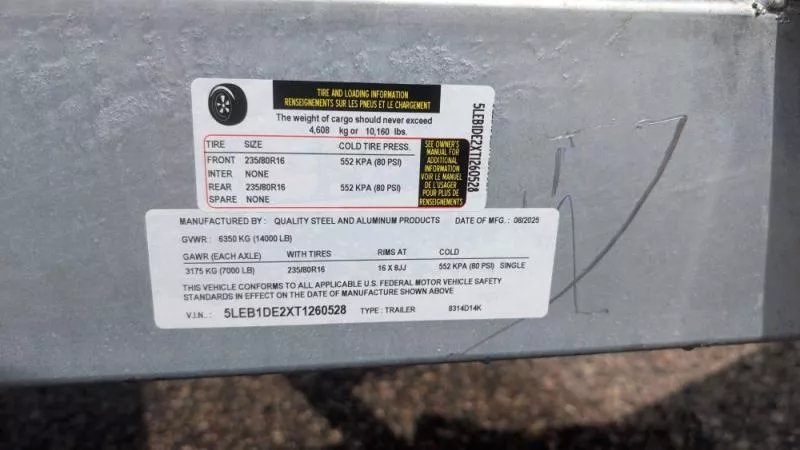 TIRE AND LOADING INFORMATION
RENSEIGNEMENTS SUR LES PNEUS ET LE CHARGEMENT
The weight of cargo should never exceed
4,608 kg or 10,160 lbs.
TIRE SIZE COLD TIRE PRESS.
FRONT 235/80R16 552 KPA (80 PSI)
INTER NONE
REAR 235/80R16 552 KPA (80 PSI)
SPARE NONE
SEE OWNER'S
MANUAL FOR
ADDITIONAL
INFORMATION
VOIR LE MANUEL
DE L'USAGER
POUR PLUS DE
RENSEIGNEMENTS
5LEB1DE2XT1260528
MANUFACTURED BY: QUALITY STEEL AND ALUMINUM PRODUCTS DATE OF MFG.: 08/2025
GVWR: 6350 KG (14000 LB)
GAWR (EACH AXLE) WITH TIRES RIMS AT COLD
3175 KG (7000 LB) 235/80R16 16 X 8JJ 552 KPA (80 PSI) SINGLE
THIS VEHICLE CONFORMS TO ALL APPLICABLE U.S. FEDERAL MOTOR VEHICLE SAFETY
STANDARDS IN EFFECT ON THE DATE OF MANUFACTURE SHOWN ABOVE
V.I.N.: 5LEB1DE2XT1260528 TYPE: TRAILER 8314D14K